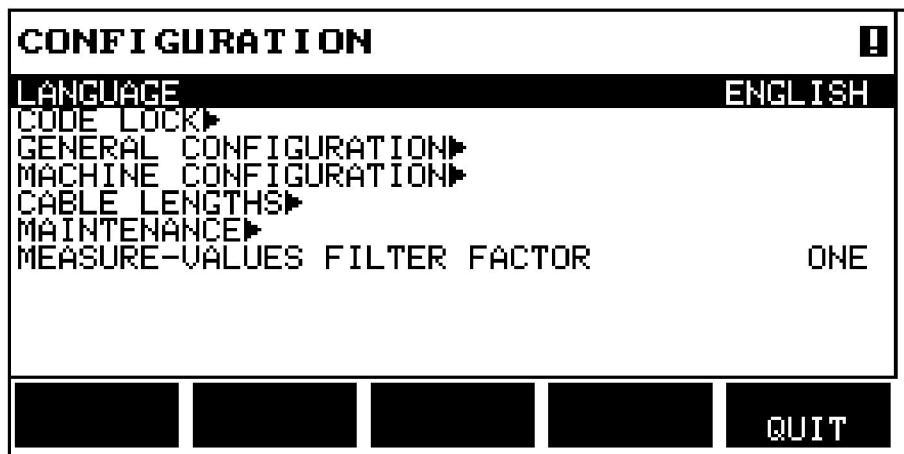 CONFIGURATION !
LANGUAGE ENGLISH
CODE LOCK▶
GENERAL CONFIGURATION▶
MACHINE CONFIGURATION▶
CABLE LENGTHS▶
MAINTENANCE▶
MEASURE-VALUES FILTER FACTOR ONE
QUIT